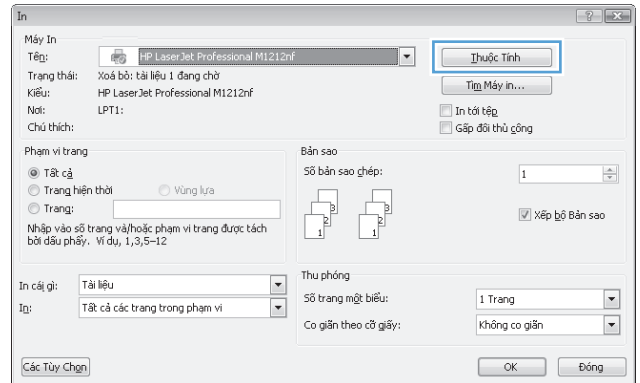 In
Máy In
Tên: HP LaserJet Professional M1212nf
Thuộc Tính
Trạng thái: Xoá bỏ: tài liệu 1 đang chờ
Kiểu: HP LaserJet Professional M1212nf
Tìm Máy in...
Nơi: LPT1:
In tới tệp
Chú thích:
Gấp đôi thủ công
Phạm vi trang
Tất cả
Trang hiện thời
Vùng lựa
Trang:
Nhập vào số trang và/hoặc phạm vi trang được tách
bởi dấu phẩy. Ví dụ, 1,3,5–12
Bản sao
Số bản sao chép: 1
3 3
2 2
1 1
Xếp bộ Bản sao
In cái gì: Tài liệu
In: Tất cả các trang trong phạm vi
Thu phóng
Số trang một biểu: 1 Trang
Co giãn theo cỡ giấy: Không co giãn
Các Tùy Chọn
OK
Đóng